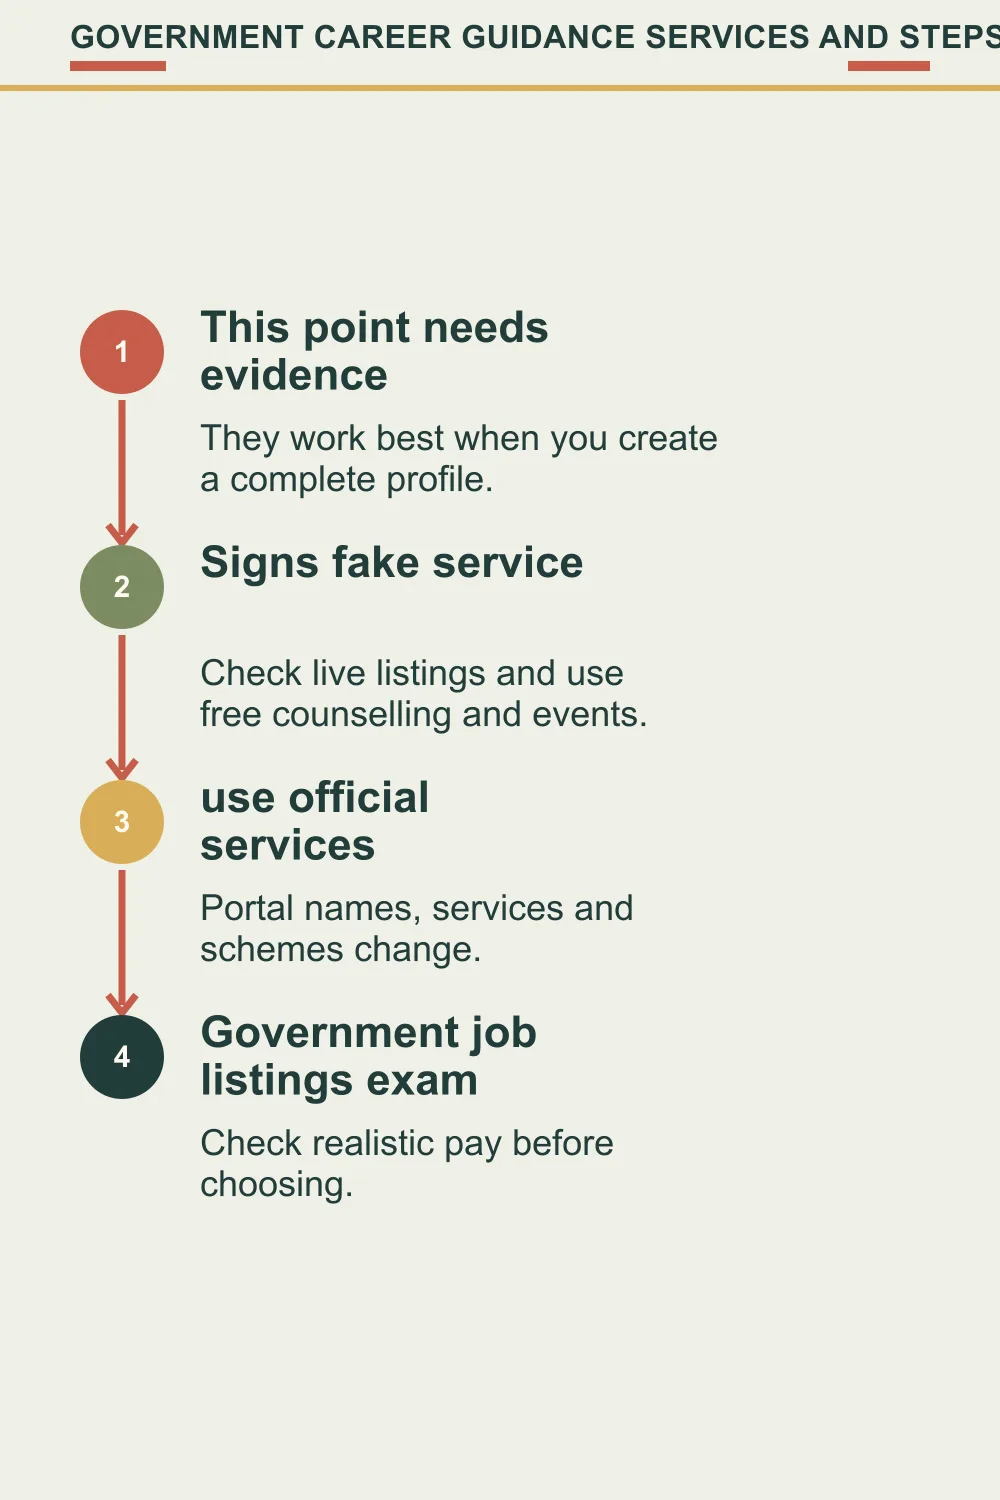 GOVERNMENT CAREER GUIDANCE SERVICES AND STEPS
1
This point needs
evidence
They work best when you create
a complete profile.
2
Signs fake service
Check live listings and use
free counselling and events.
3
use official
services
Portal names, services and
schemes change.
4
Government job
listings exam
Check realistic pay before
choosing.